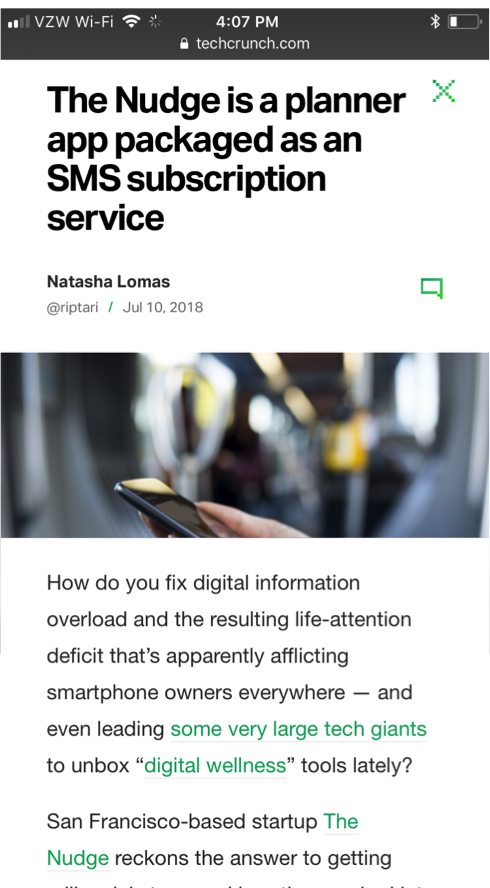 VZW Wi-Fi 4:07 PM
techcrunch.com
The Nudge is a planner
app packaged as an
SMS subscription
service
Natasha Lomas
@riptari / Jul 10, 2018
How do you fix digital information
overload and the resulting life-attention
deficit that’s apparently afflicting
smartphone owners everywhere — and
even leading some very large tech giants
to unbox “digital wellness” tools lately?
San Francisco-based startup The
Nudge reckons the answer to getting